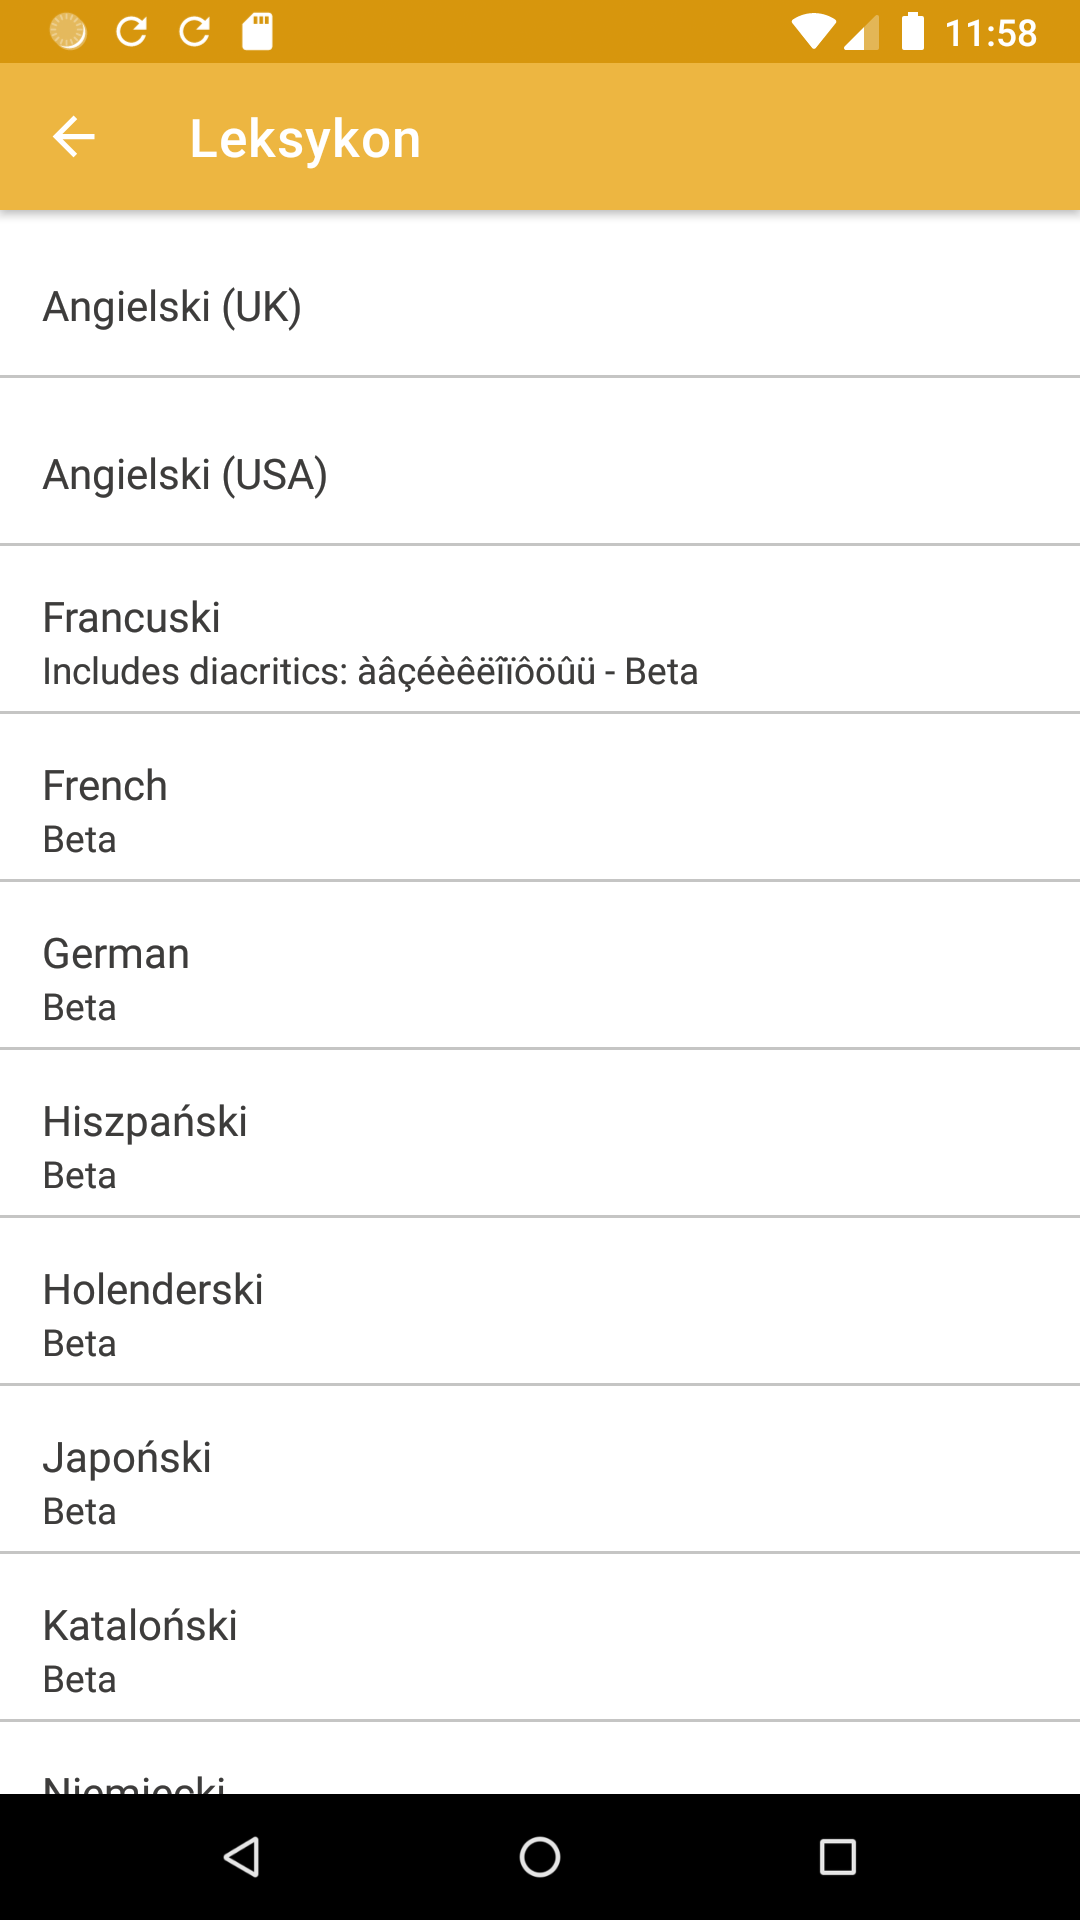 11:58
Leksykon
Angielski (UK)
Angielski (USA)
Francuski
Includes diacritics: àâçéèêëîïôöûü - Beta
French
Beta
German
Beta
Hiszpański
Beta
Holenderski
Beta
Japoński
Beta
Kataloński
Beta
Niemiecki